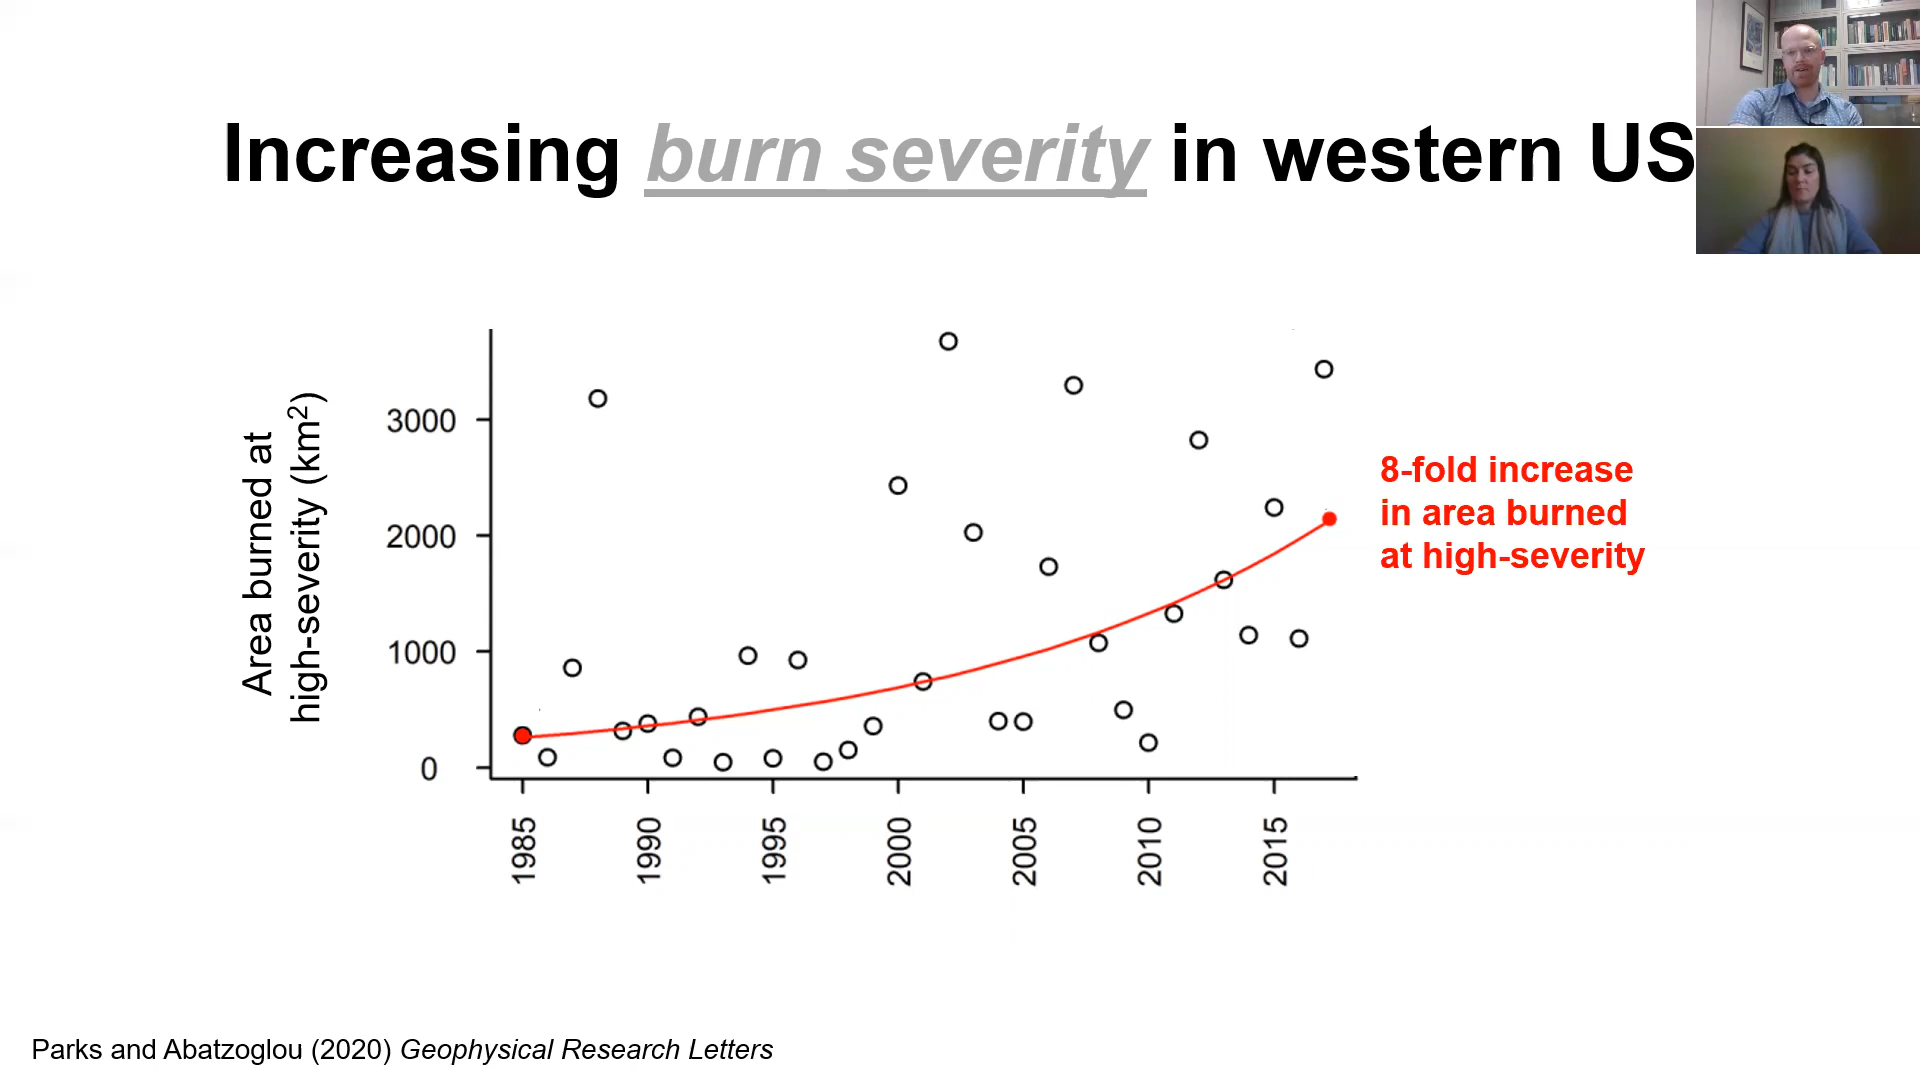 Increasing burn severity in western US
Area burned at
high-severity (km²)
3000
2000
1000
0
1985
1990
1995
2000
2005
2010
2015
8-fold increase
in area burned
at high-severity
Parks and Abatzoglou (2020) Geophysical Research Letters